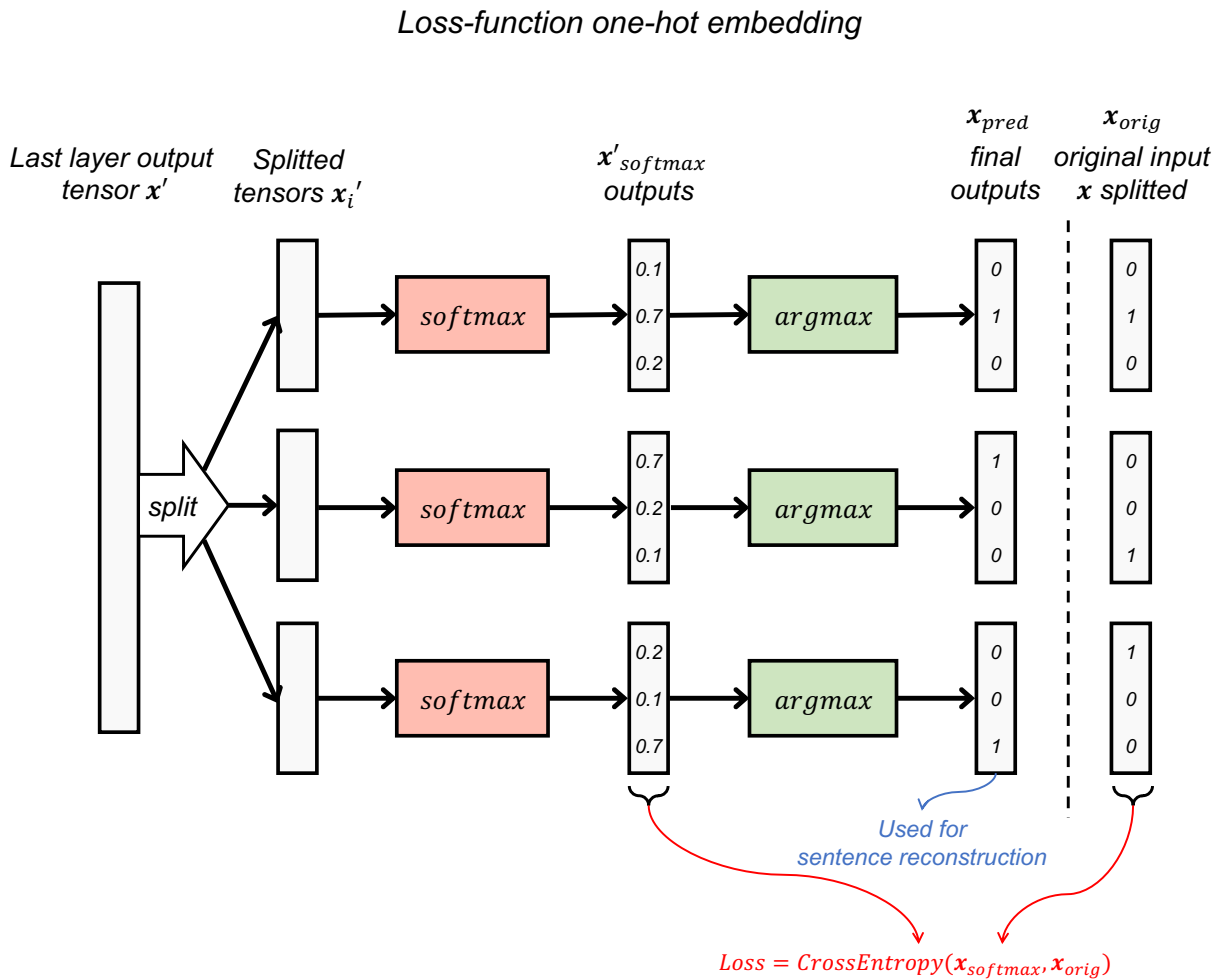 Loss-function one-hot embedding
Last layer output
tensor x'
Splitted
tensors x_i'
x'_softmax
outputs
x_pred
final
outputs
x_orig
original input
x splitted
split
softmax
0.1
0.7
0.2
argmax
0
1
0
0
1
0
softmax
0.7
0.2
0.1
argmax
1
0
0
0
0
1
softmax
0.2
0.1
0.7
argmax
0
0
1
1
0
0
Used for
sentence reconstruction
Loss = CrossEntropy(x_softmax, x_orig)